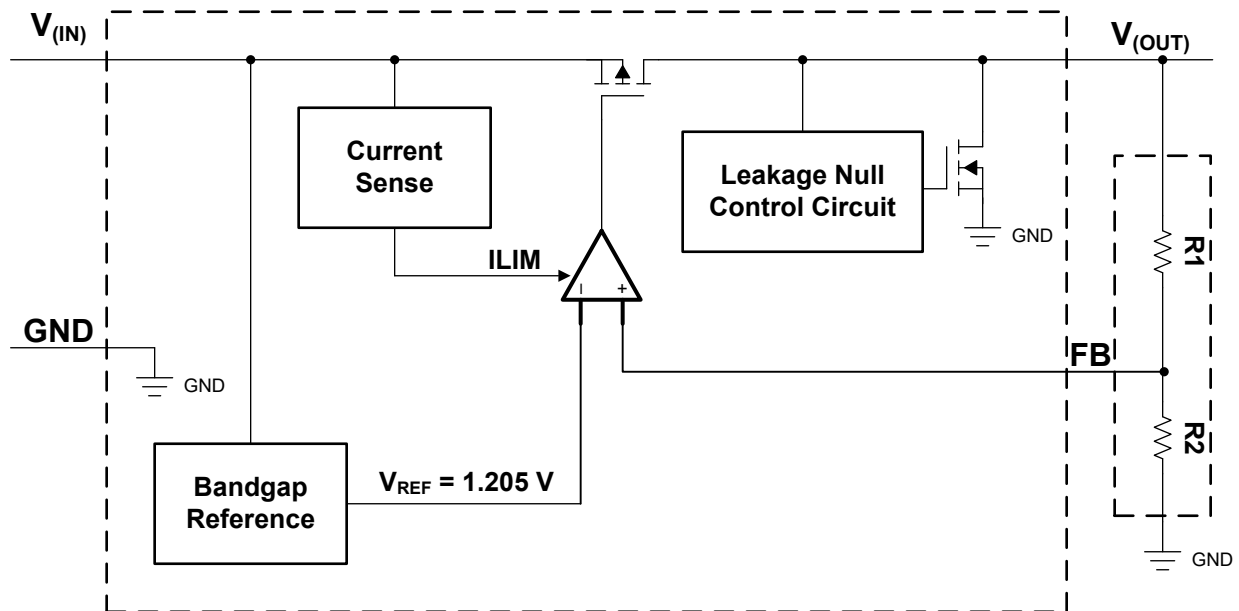 V(IN)
V(OUT)
Current
Sense
Leakage Null
Control Circuit
GND
R1
ILIM
– +
GND
GND
FB
R2
Bandgap
Reference
VREF = 1.205 V
GND